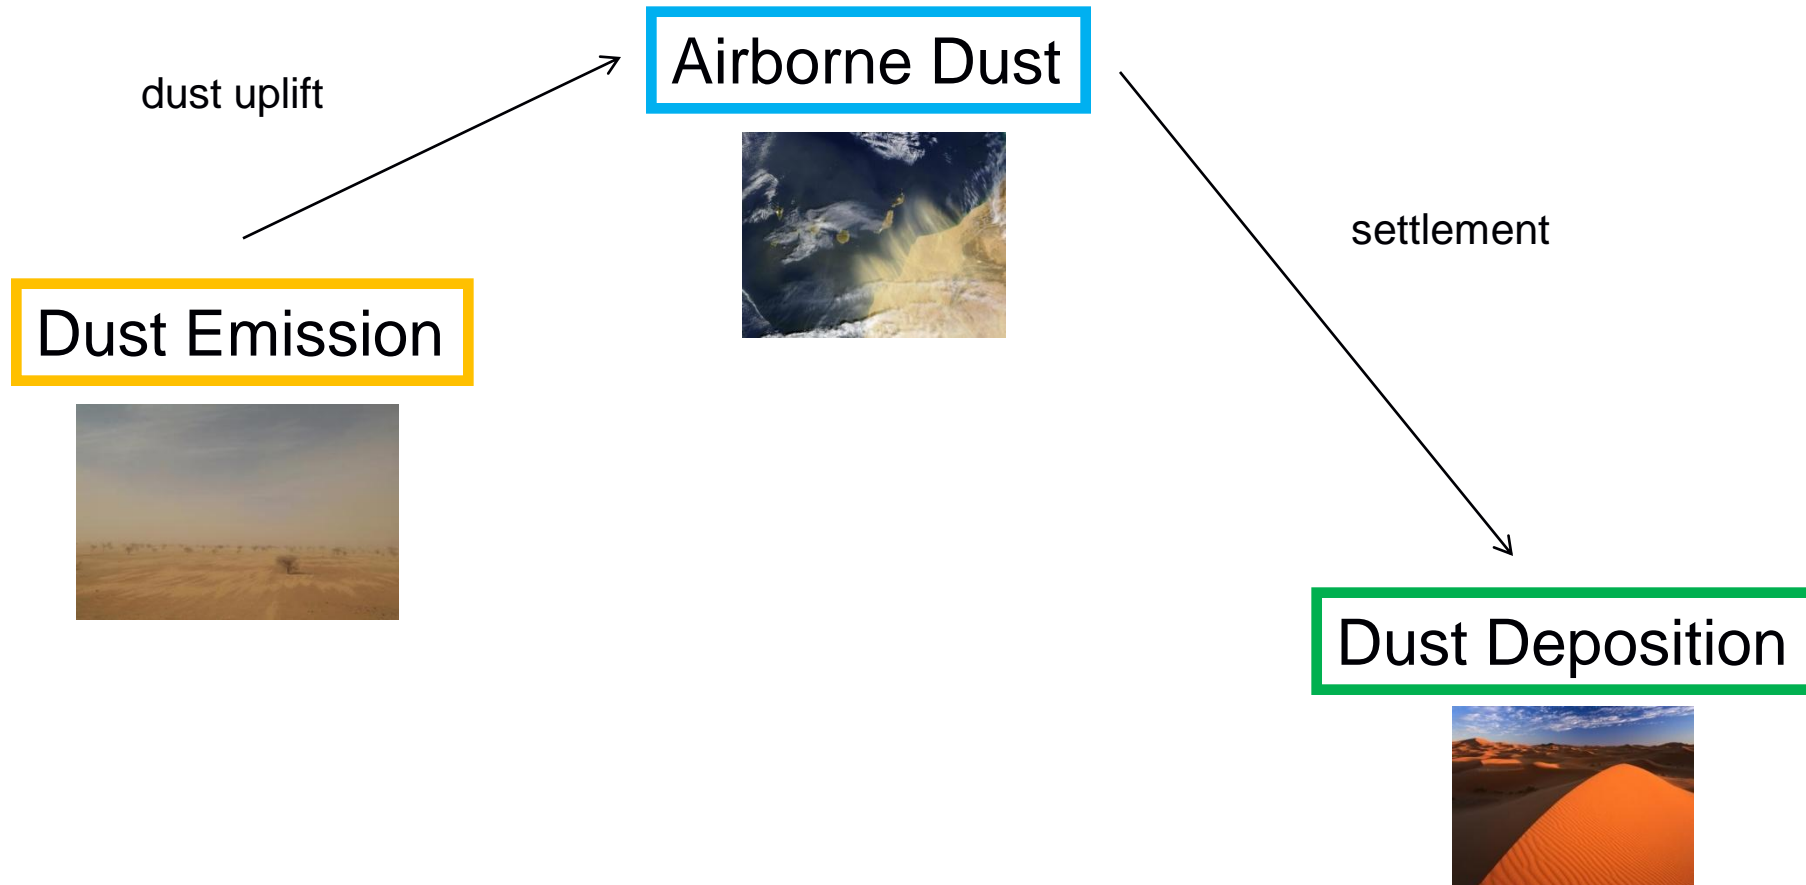 Airborne Dust
dust uplift
settlement
Dust Emission
Dust Deposition